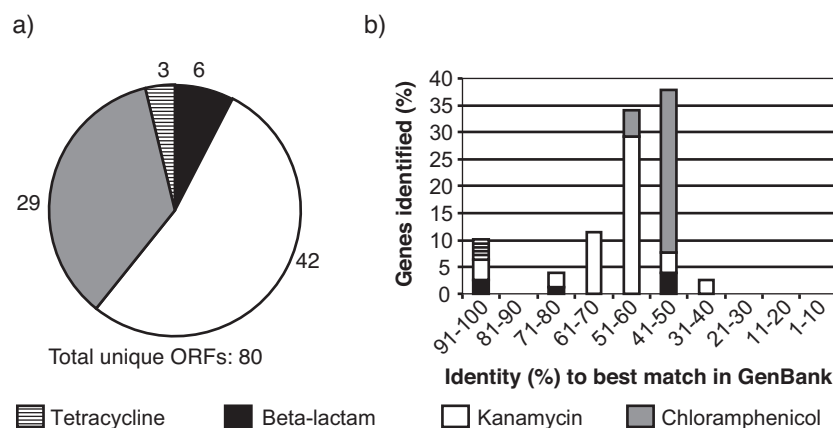 a)
3
6
29
42
Total unique ORFs: 80
b)
Genes identified (%)
40
35
30
25
20
15
10
5
0
91-100
81-90
71-80
61-70
51-60
41-50
31-40
21-30
11-20
1-10
Identity (%) to best match in GenBank
Tetracycline
Beta-lactam
Kanamycin
Chloramphenicol